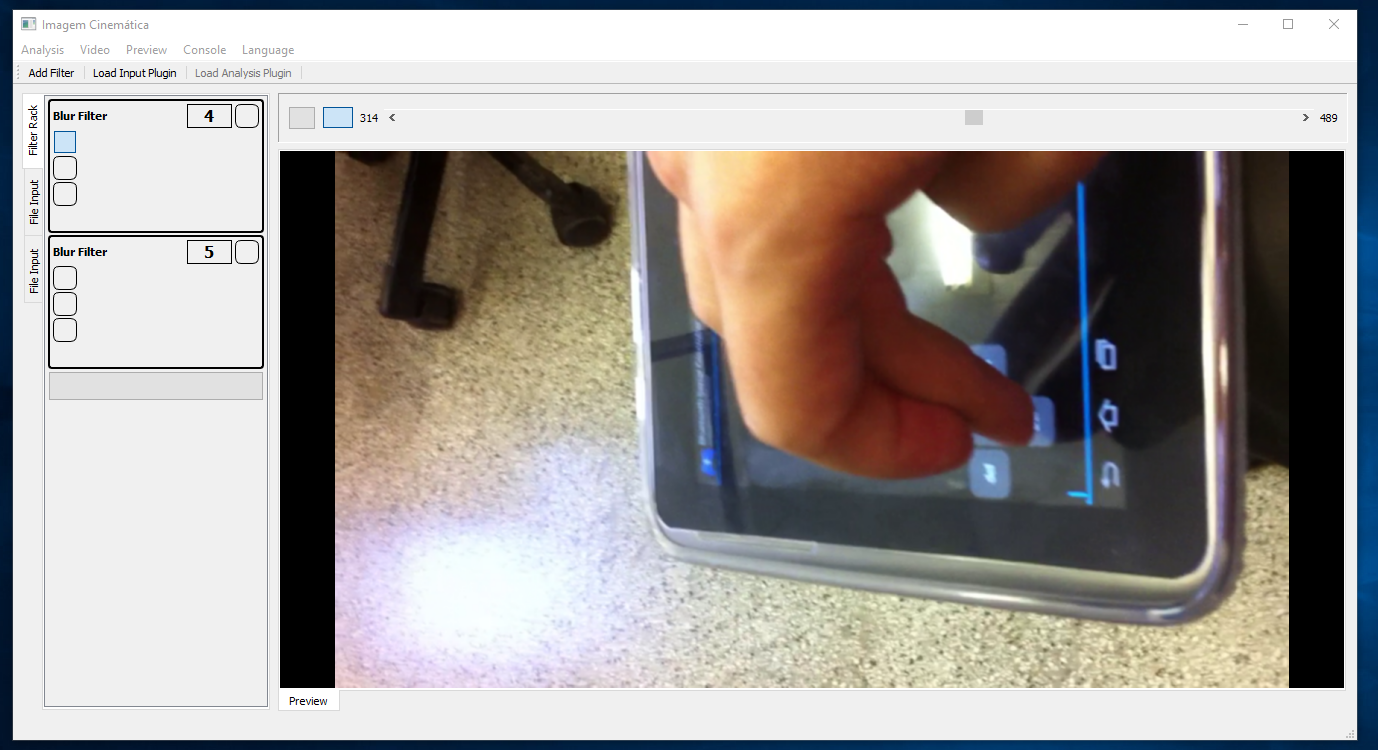 Imagem Cinemática
Analysis Video Preview Console Language
Add Filter Load Input Plugin Load Analysis Plugin
Filter Rack
File Input
File Input
Blur Filter 4
Blur Filter 5
314 < > 489
Preview